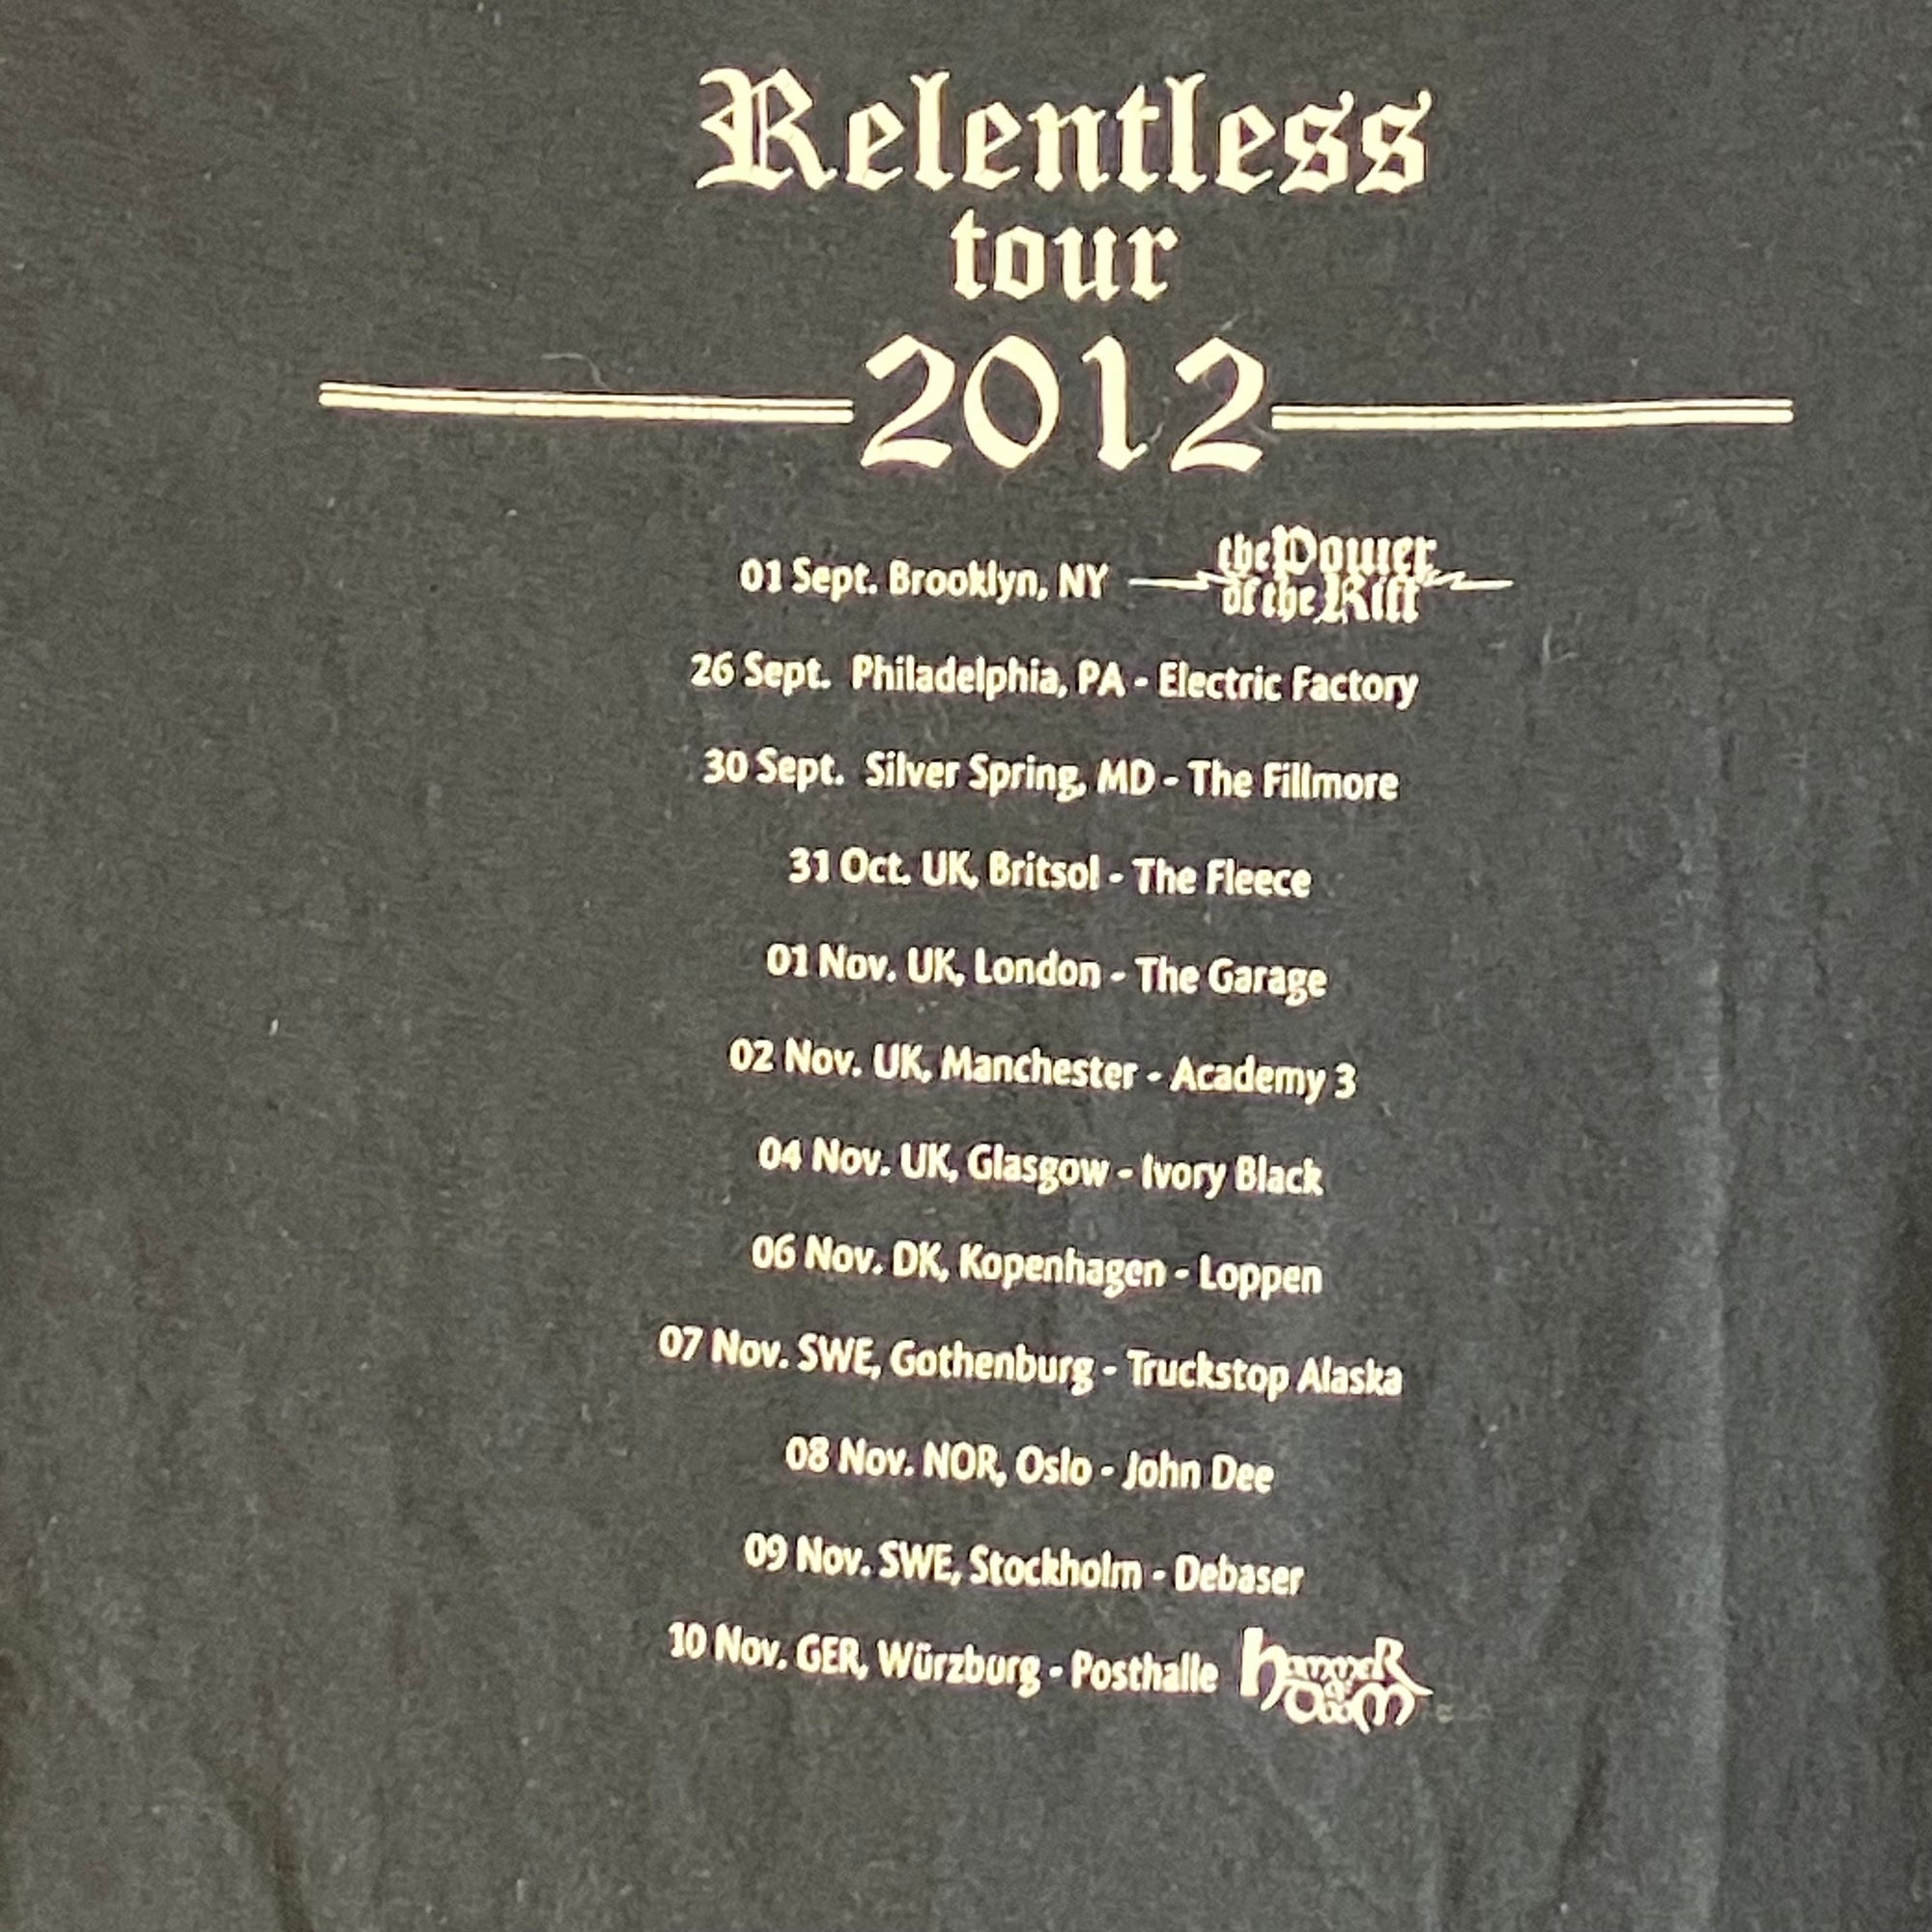 Relentless
tour
2012
01 Sept. Brooklyn, NY the Power of the Riff
26 Sept. Philadelphia, PA - Electric Factory
30 Sept. Silver Spring, MD - The Fillmore
31 Oct. UK, Britsol - The Fleece
01 Nov. UK, London - The Garage
02 Nov. UK, Manchester - Academy 3
04 Nov. UK, Glasgow - Ivory Black
06 Nov. DK, Kopenhagen - Loppen
07 Nov. SWE, Gothenburg - Truckstop Alaska
08 Nov. NOR, Oslo - John Dee
09 Nov. SWE, Stockholm - Debaser
10 Nov. GER, Würzburg - Posthalle Hammer of Doom